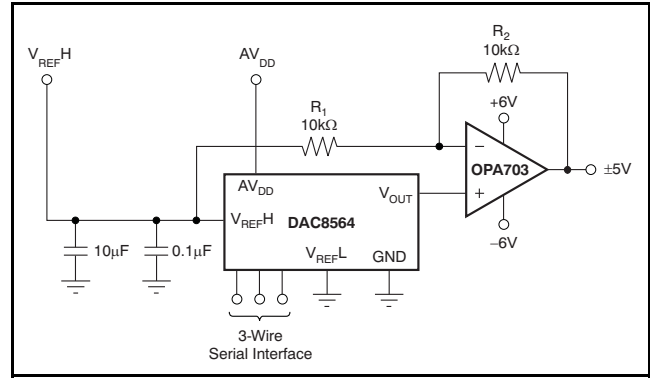 V_REF H
AV_DD
R_2
10kΩ
R_1
10kΩ
+6V
−
OPA703
+
±5V
−6V
AV_DD
V_REF H
DAC8564
V_OUT
V_REF L
GND
10µF
0.1µF
3-Wire
Serial Interface